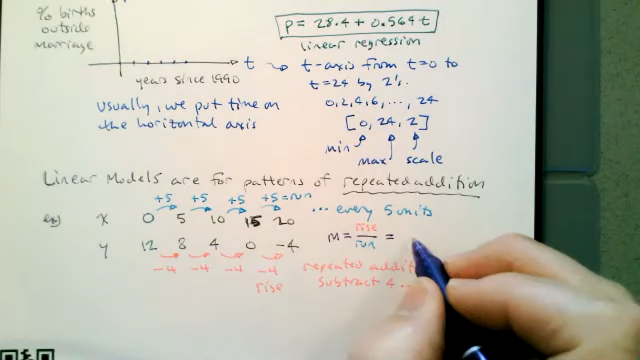 % births
outside
marriage
P = 28.4 + 0.564 t
linear regression
t
years since 1990
t-axis from t=0 to
t=24 by 2's.
0, 2, 4, 6, ..., 24
[0, 24, 2]
min
max
scale
Usually, we put time on
the horizontal axis
Linear Models are for patterns of repeated addition
+5 +5 +5 +5 = run
ex) x 0 5 10 15 20 ... every 5 units
y 12 8 4 0 -4
m = rise/run =
-4 -4 -4 -4
rise
repeated addit
subtract 4 ..